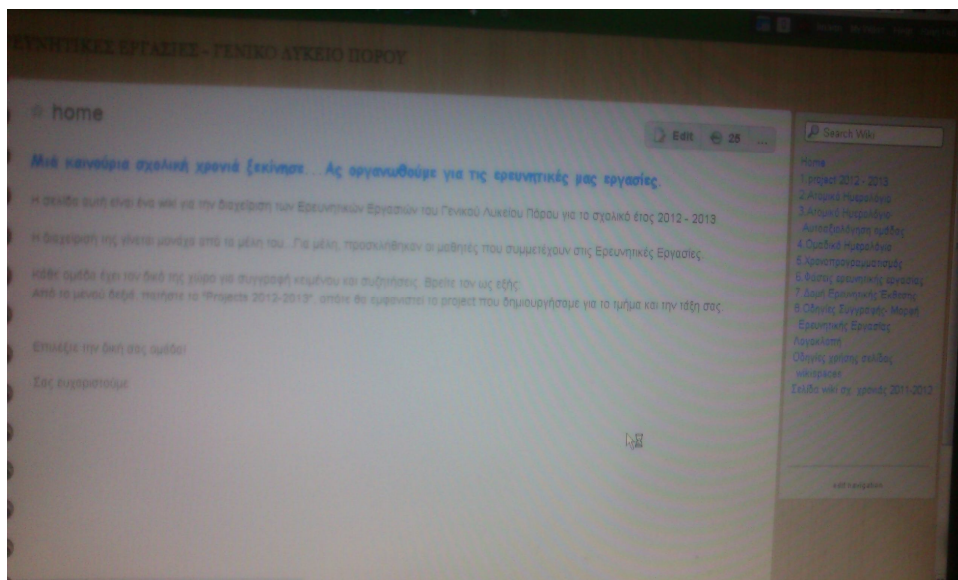 ΕΥΝΗΤΙΚΕΣ ΕΡΓΑΣΙΕΣ - ΓΕΝΙΚΟ ΛΥΚΕΙΟ ΠΟΡΟΥ
home
Edit 25 ...
Μιά καινούρια σχολική χρονιά ξεκίνησε....Ας οργανωθούμε για τις ερευνητικές μας εργασίες.
Η σελίδα αυτή είναι ένα wiki για την διαχείριση των Ερευνητικών Εργασιών του Γενικού Λυκείου Πόρου για το σχολικό έτος 2012 - 2013
Η διαχείρισή της γίνεται μονάχα από τα μέλη του. Για μέλη, προσκλήθηκαν οι μαθητές που συμμετέχουν στις Ερευνητικές Εργασίες.
Κάθε ομάδα έχει τον δικό της χώρο για συγγραφή κειμένου και συζητήσεις. Βρείτε τον ως εξής:
Από το μενού δεξιά, πατήστε το "Projects 2012-2013", οπότε θα εμφανιστεί το project που δημιουργήσαμε για το τμήμα και την τάξη σας.
Επιλέξτε την δική σας ομάδα!
Σας ευχαριστούμε
Search Wiki
Home
1.project 2012 - 2013
2.Ατομικό Ημερολόγιο
3.Ατομικό Ημερολόγιο-
Αυτοαξιολόγηση ομάδας
4.Ομαδικό Ημερολόγιο
5.Χρονοπρογραμματισμός
6.Φάσεις ερευνητικής εργασίας
7.Δομή Ερευνητικής Έκθεσης
8.Οδηγίες Συγγραφής- Μορφή
Ερευνητικής Εργασίας
Λογοκλοπή
Οδηγίες χρήσης σελίδας
wikispaces
Σελίδα wiki σχ. χρονιάς 2011-2012
edit navigation